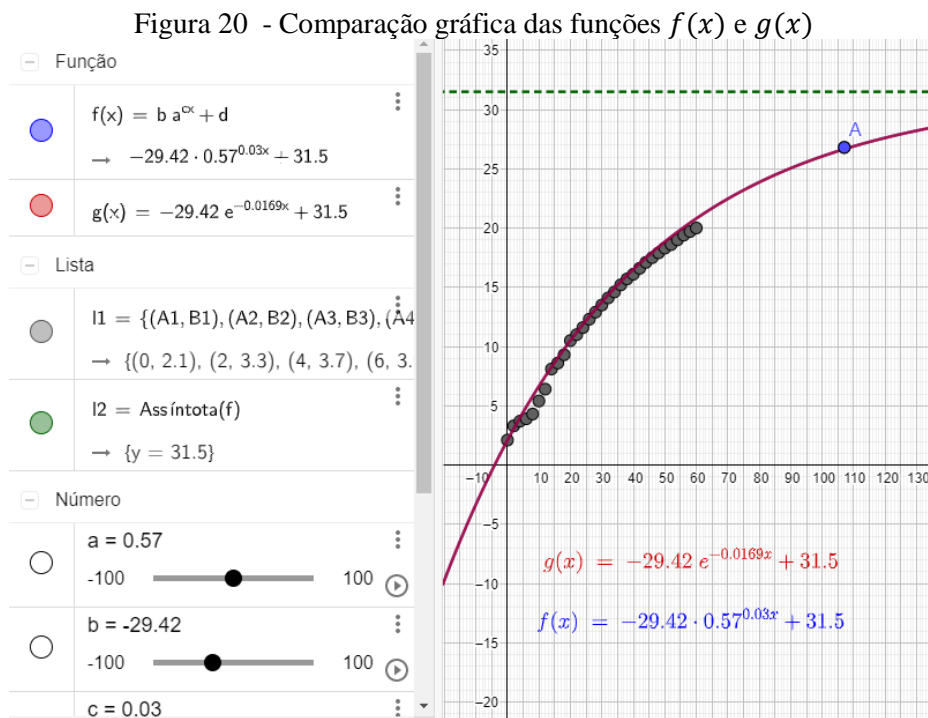 Figura 20 - Comparação gráfica das funções f(x) e g(x)
Função
f(x) = b a^{cx} + d
→ −29.42 · 0.57^{0.03x} + 31.5
g(x) = −29.42 e^{−0.0169x} + 31.5
Lista
l1 = {(A1, B1), (A2, B2), (A3, B3), (A4
→ {(0, 2.1), (2, 3.3), (4, 3.7), (6, 3.
l2 = Assíntota(f)
→ {y = 31.5}
Número
a = 0.57
-100 100
b = -29.42
-100 100
c = 0.03
35
30
25
20
15
10
5
−5
−10
−15
−20
−10 10 20 30 40 50 60 70 80 90 100 110 120 130
A
g(x) = −29.42 e^{−0.0169x} + 31.5
f(x) = −29.42 · 0.57^{0.03x} + 31.5